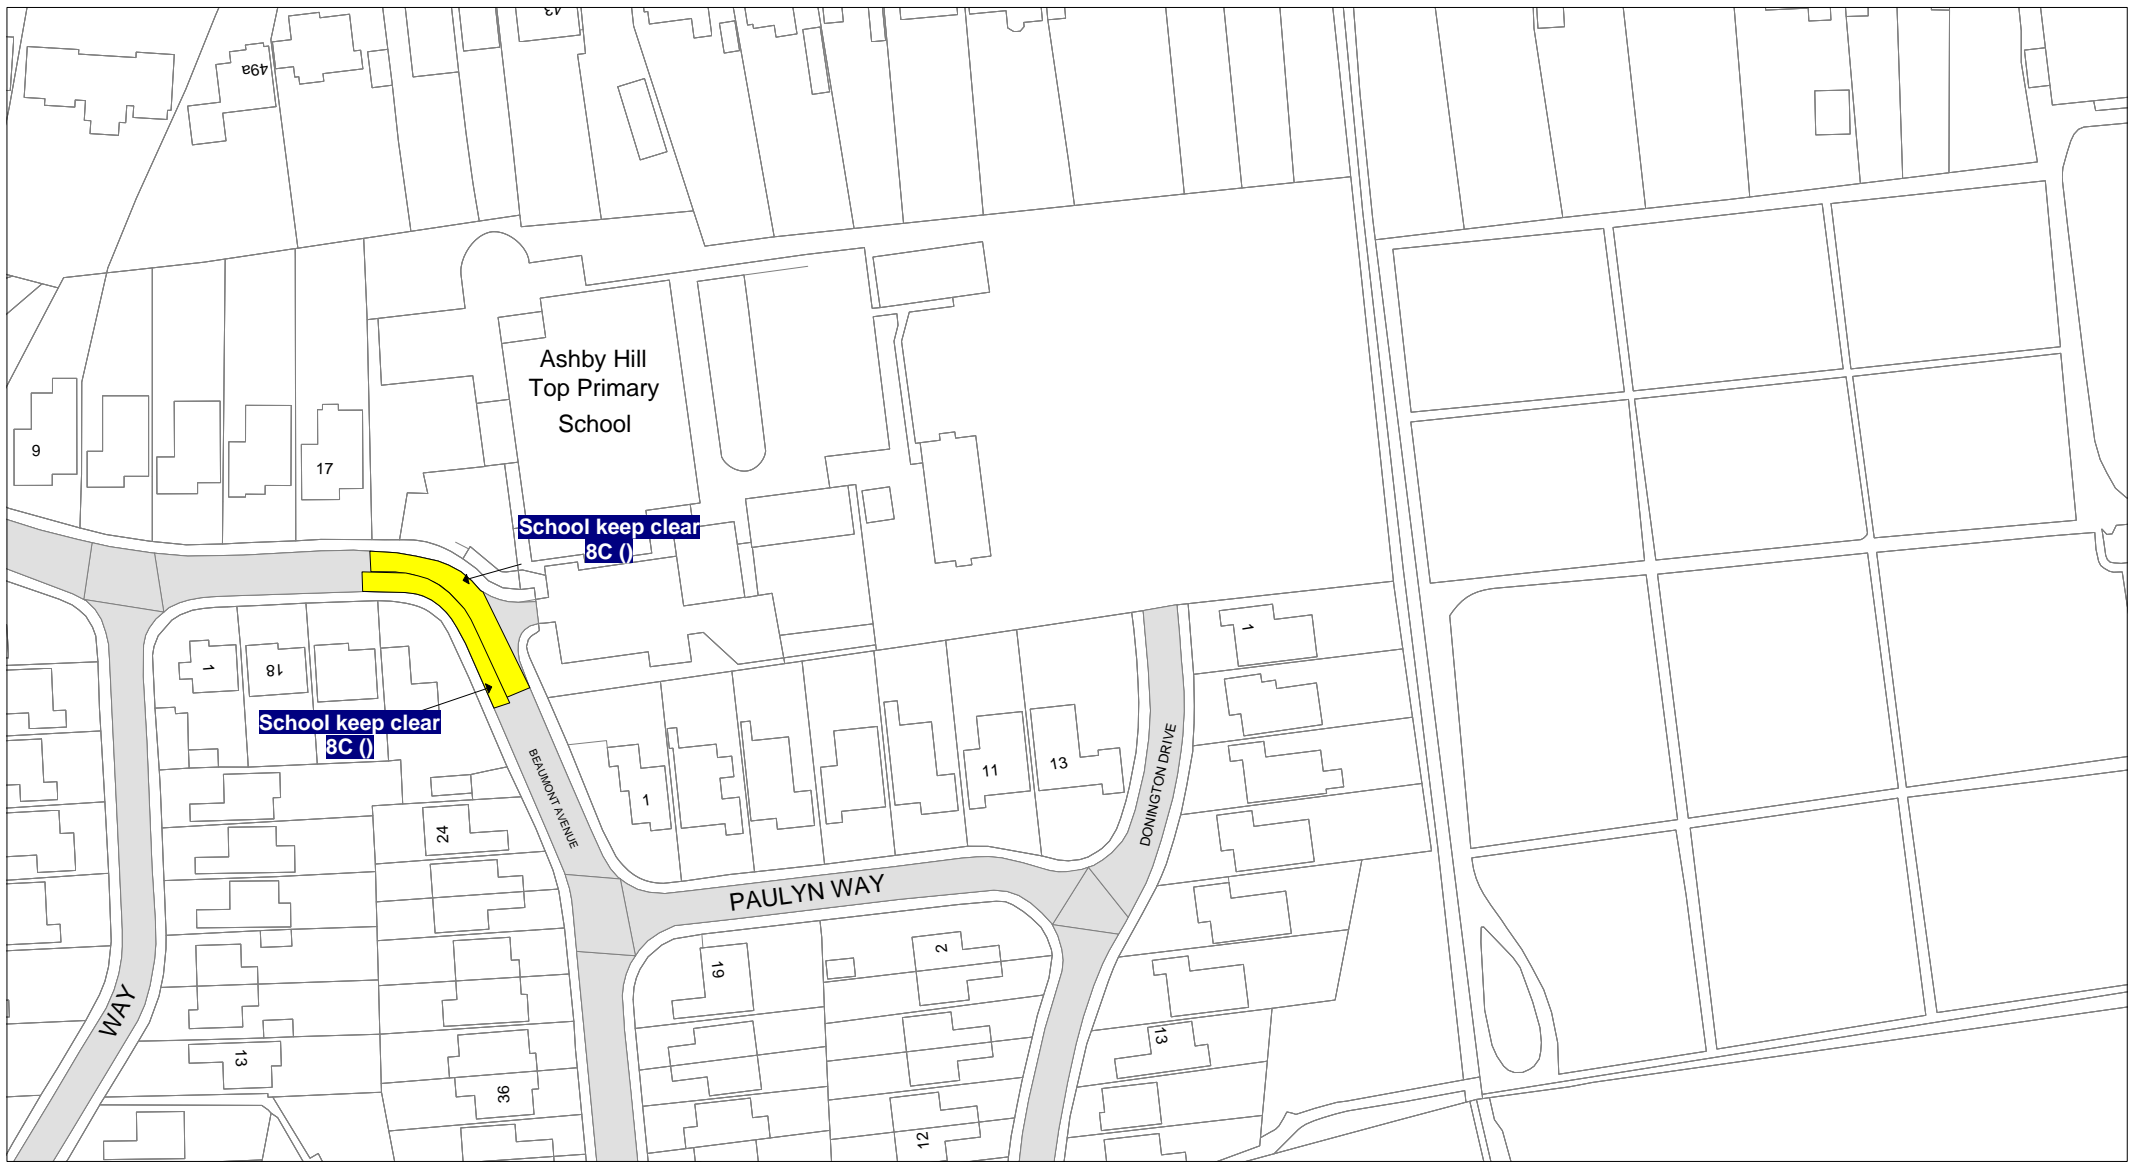 43
49a
Ashby Hill
Top Primary
School
9
17
School keep clear
8C ()
1
18
1
School keep clear
8C ()
BEAUMONT AVENUE
DONINGTON DRIVE
11
13
1
24
PAULYN WAY
19
2
WAY
13
13
36
12